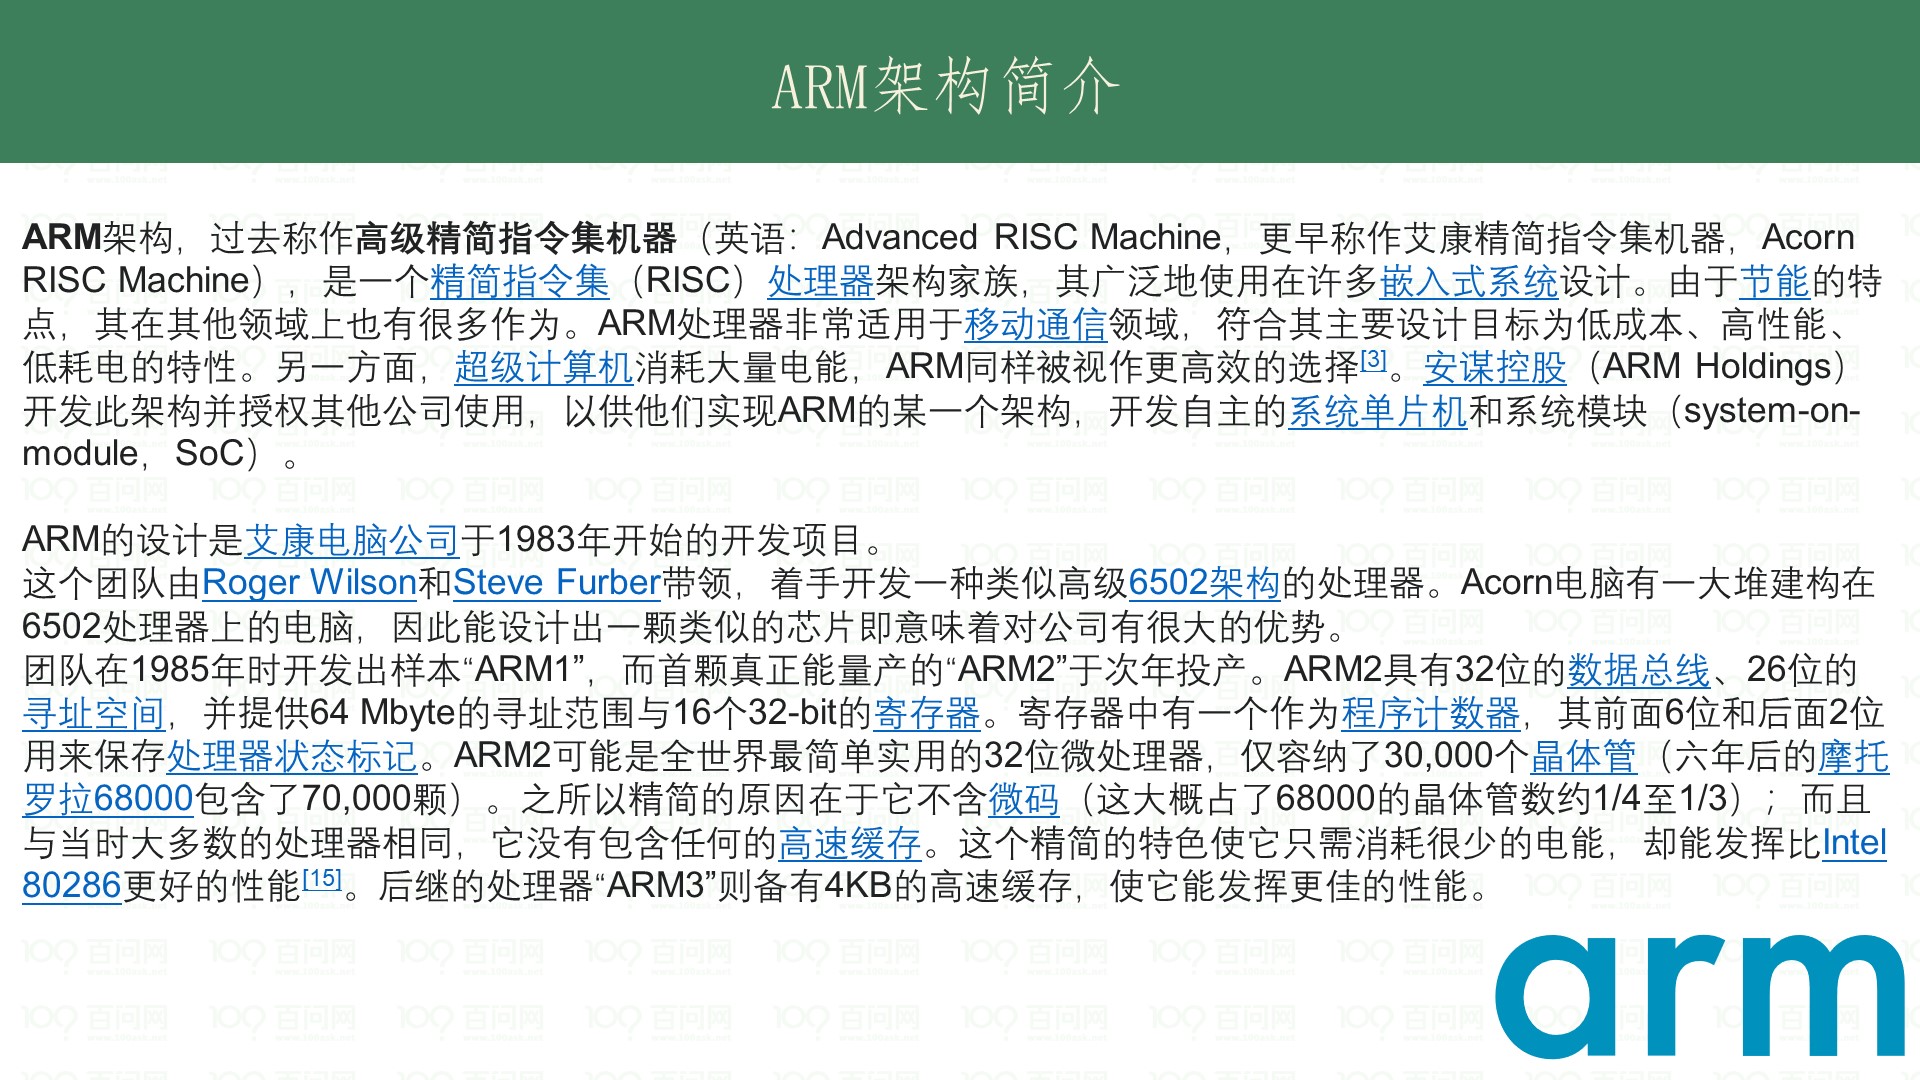 ARM架构简介
ARM架构，过去称作高级精简指令集机器（英语：Advanced RISC Machine，更早称作艾康精简指令集机器，Acorn
RISC Machine），是一个精简指令集（RISC）处理器架构家族，其广泛地使用在许多嵌入式系统设计。由于节能的特
点，其在其他领域上也有很多作为。ARM处理器非常适用于移动通信领域，符合其主要设计目标为低成本、高性能、
低耗电的特性。另一方面，超级计算机消耗大量电能，ARM同样被视作更高效的选择[3]。安谋控股（ARM Holdings）
开发此架构并授权其他公司使用，以供他们实现ARM的某一个架构，开发自主的系统单片机和系统模块（system-on-
module，SoC）。
ARM的设计是艾康电脑公司于1983年开始的开发项目。
这个团队由Roger Wilson和Steve Furber带领，着手开发一种类似高级6502架构的处理器。Acorn电脑有一大堆建构在
6502处理器上的电脑，因此能设计出一颗类似的芯片即意味着对公司有很大的优势。
团队在1985年时开发出样本“ARM1”，而首颗真正能量产的“ARM2”于次年投产。ARM2具有32位的数据总线、26位的
寻址空间，并提供64 Mbyte的寻址范围与16个32-bit的寄存器。寄存器中有一个作为程序计数器，其前面6位和后面2位
用来保存处理器状态标记。ARM2可能是全世界最简单实用的32位微处理器，仅容纳了30,000个晶体管（六年后的摩托
罗拉68000包含了70,000颗）。之所以精简的原因在于它不含微码（这大概占了68000的晶体管数约1/4至1/3）；而且
与当时大多数的处理器相同，它没有包含任何的高速缓存。这个精简的特色使它只需消耗很少的电能，却能发挥比Intel
80286更好的性能[15]。后继的处理器“ARM3”则备有4KB的高速缓存，使它能发挥更佳的性能。
arm
百问网